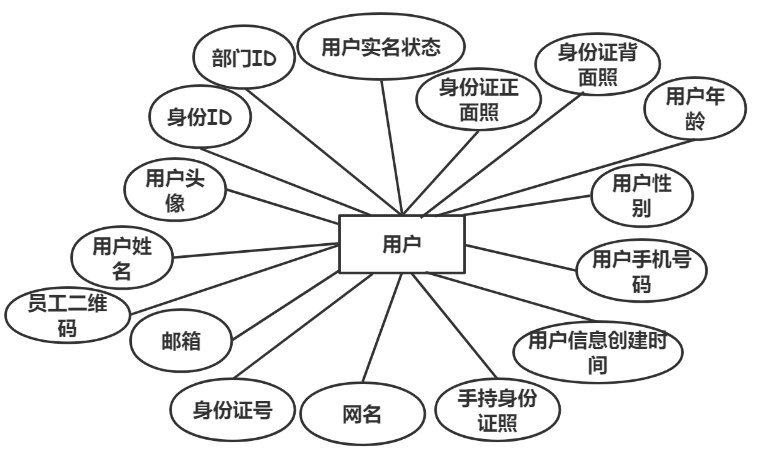 用户实名状态
部门ID
身份证背
面照
身份证正
面照
用户年
龄
身份ID
用户头
像
用户性
别
用户
用户姓
名
用户手机号
码
员工二维
码
邮箱
用户信息创建时
间
身份证号
网名
手持身份
证照